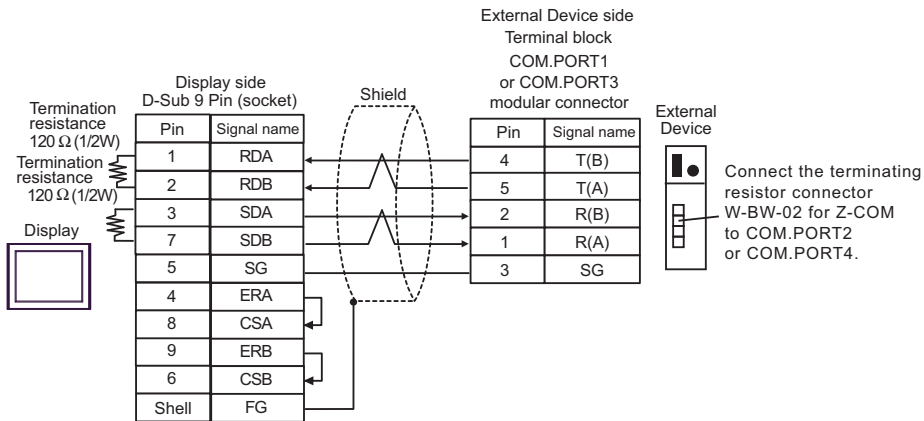 External Device side
Terminal block
COM.PORT1
or COM.PORT3
modular connector
Display side
D-Sub 9 Pin (socket)
Shield
External
Device
Termination
resistance
120 Ω (1/2W)
Termination
resistance
120 Ω (1/2W)
Display
Pin Signal name
1 RDA
2 RDB
3 SDA
7 SDB
5 SG
4 ERA
8 CSA
9 ERB
6 CSB
Shell FG
Pin Signal name
4 T(B)
5 T(A)
2 R(B)
1 R(A)
3 SG
Connect the terminating
resistor connector
W-BW-02 for Z-COM
to COM.PORT2
or COM.PORT4.